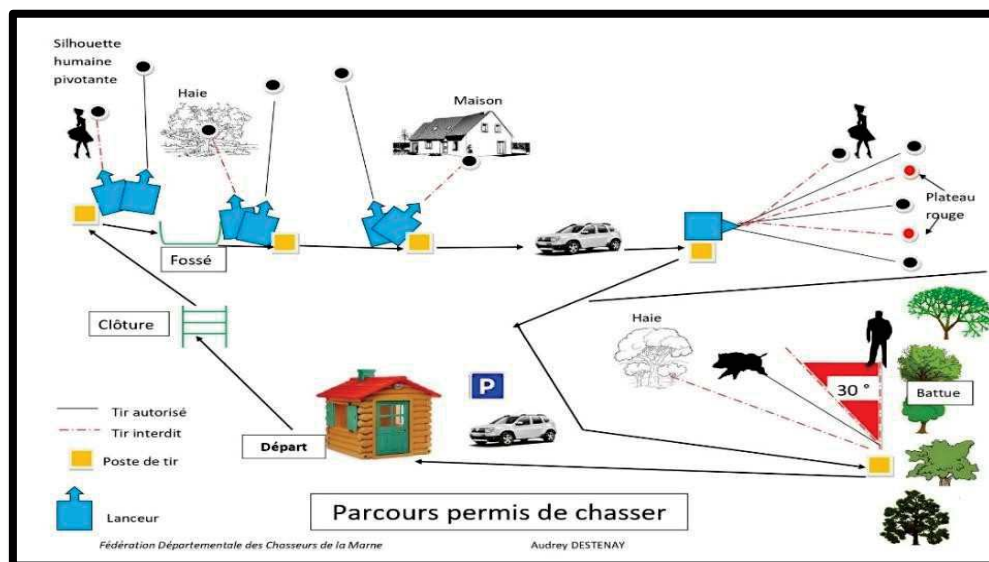 Silhouette
humaine
pivotante
Haie
Maison
Plateau
rouge
Fossé
Clôture
Haie
P
30 °
Battue
Départ
Tir autorisé
Tir interdit
Poste de tir
Lanceur
Parcours permis de chasser
Fédération Départementale des Chasseurs de la Marne
Audrey DESTENAY